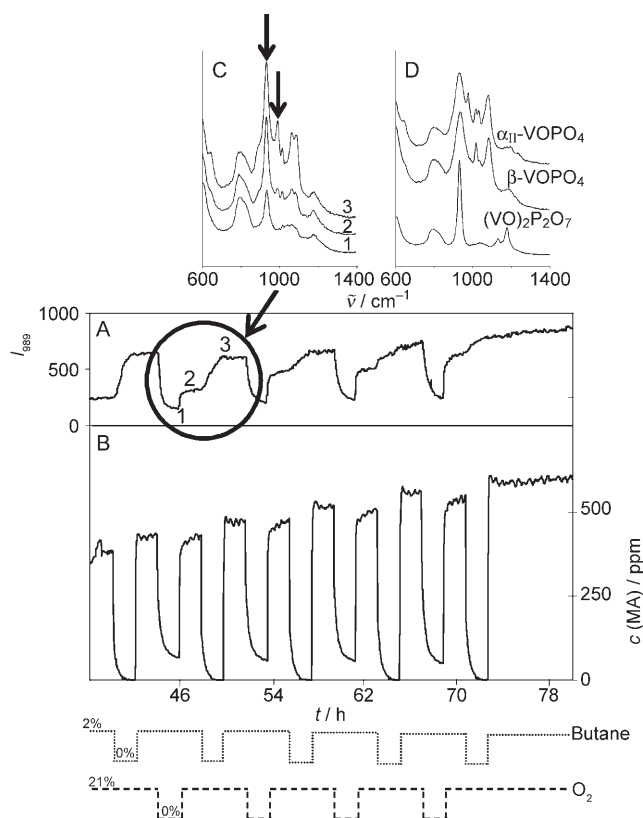 C
D
αII-VOPO4
β-VOPO4
(VO)2P2O7
3
2
1
600 1000 1400 600 1000 1400
ṽ / cm−1
1000
A
I989
500
3
2
1
0
B
500
250
0
c (MA) / ppm
46 54 62 70 78
t / h
2%
0%
Butane
21%
0%
O2